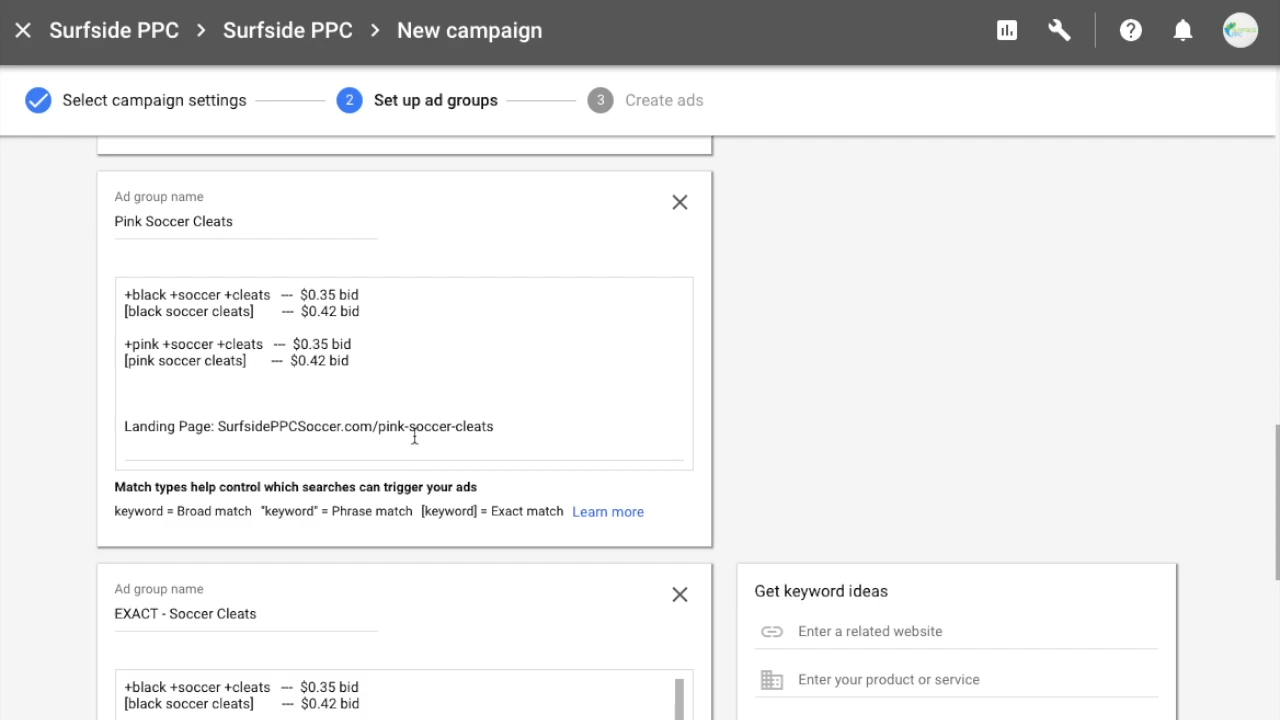 Surfside PPC > Surfside PPC > New campaign
Select campaign settings 2 Set up ad groups 3 Create ads
Ad group name
Pink Soccer Cleats
+black +soccer +cleats --- $0.35 bid
[black soccer cleats] --- $0.42 bid
+pink +soccer +cleats --- $0.35 bid
[pink soccer cleats] --- $0.42 bid
Landing Page: SurfsidePPCSoccer.com/pink-soccer-cleats
Match types help control which searches can trigger your ads
keyword = Broad match "keyword" = Phrase match [keyword] = Exact match Learn more
Ad group name
EXACT - Soccer Cleats
+black +soccer +cleats --- $0.35 bid
[black soccer cleats] --- $0.42 bid
Get keyword ideas
Enter a related website
Enter your product or service